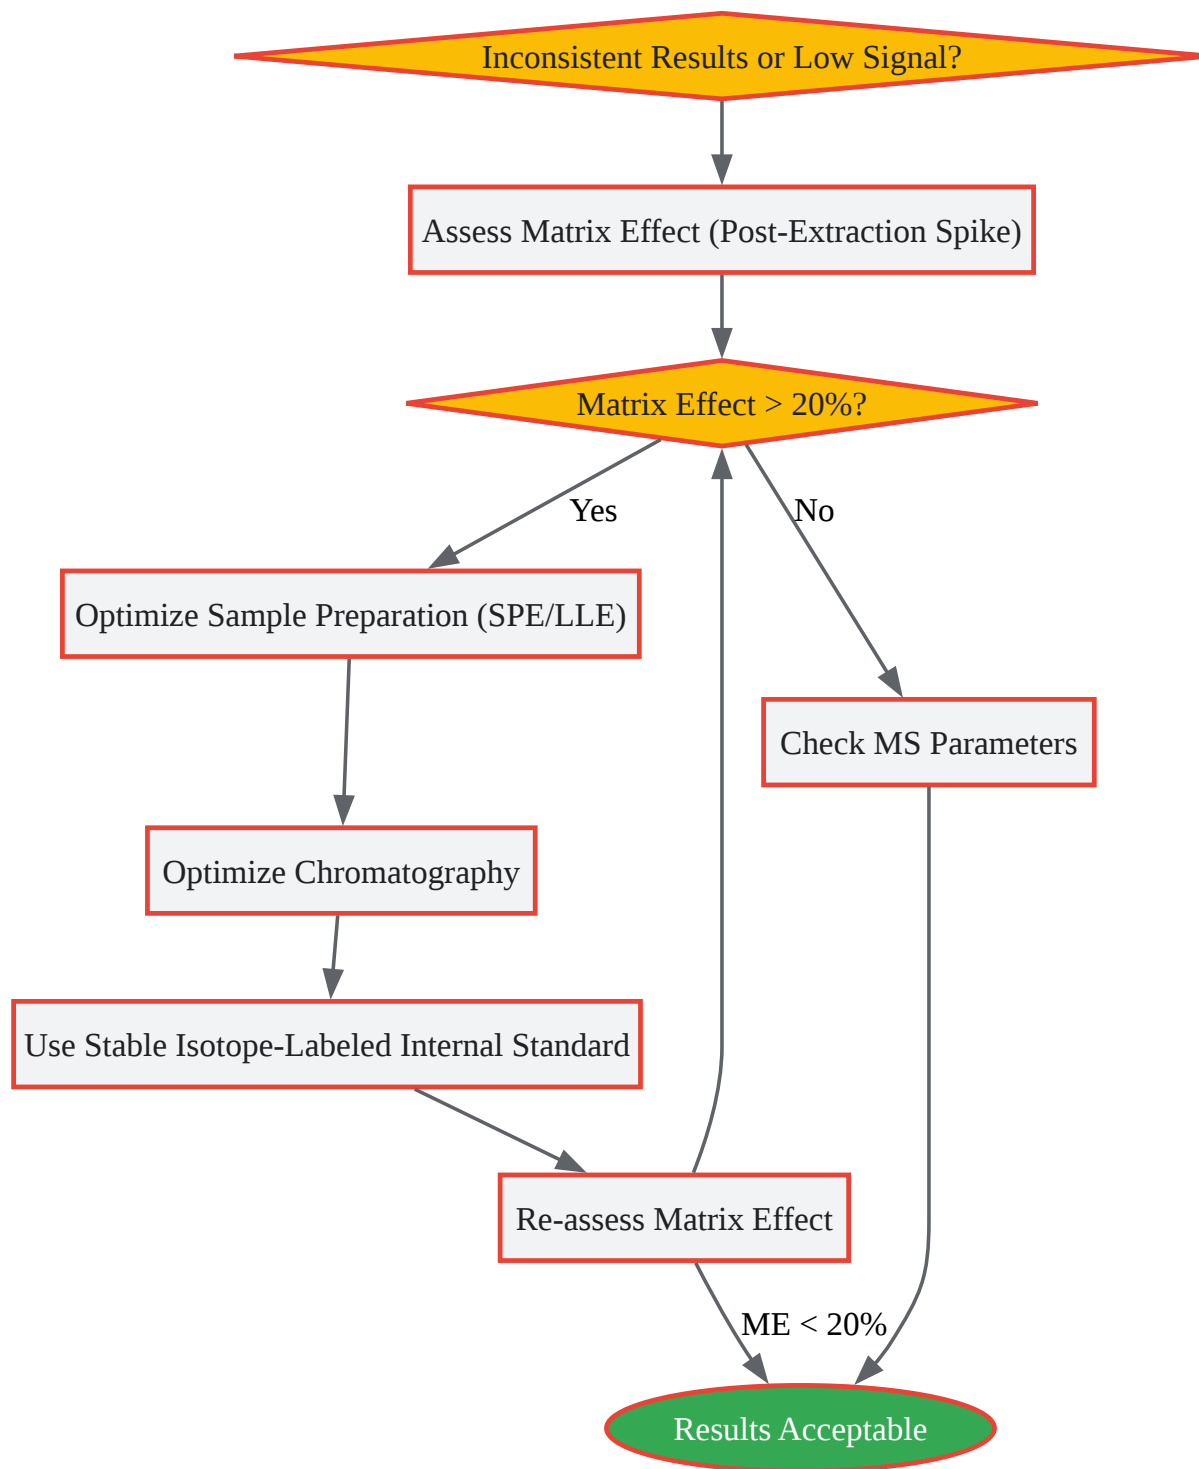 Inconsistent Results or Low Signal?
Assess Matrix Effect (Post-Extraction Spike)
Matrix Effect > 20%?
Yes
No
Optimize Sample Preparation (SPE/LLE)
Check MS Parameters
Optimize Chromatography
Use Stable Isotope-Labeled Internal Standard
Re-assess Matrix Effect
ME < 20%
Results Acceptable